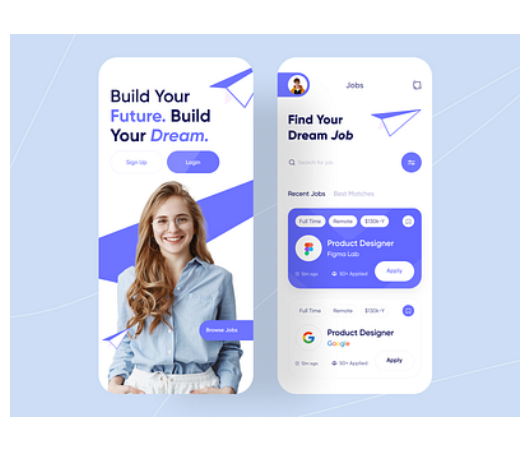 Build Your
Future. Build
Your Dream.
Sign Up
Login
Browse Jobs
Jobs
Find Your
Dream Job
Search for job
Recent Jobs
Best Matches
Full Time
Remote
$130k-Y
Product Designer
Figma Lab
5m ago
50+ Applied
Apply
Full Time
Remote
$130k-Y
Product Designer
Google
5m ago
50+ Applied
Apply